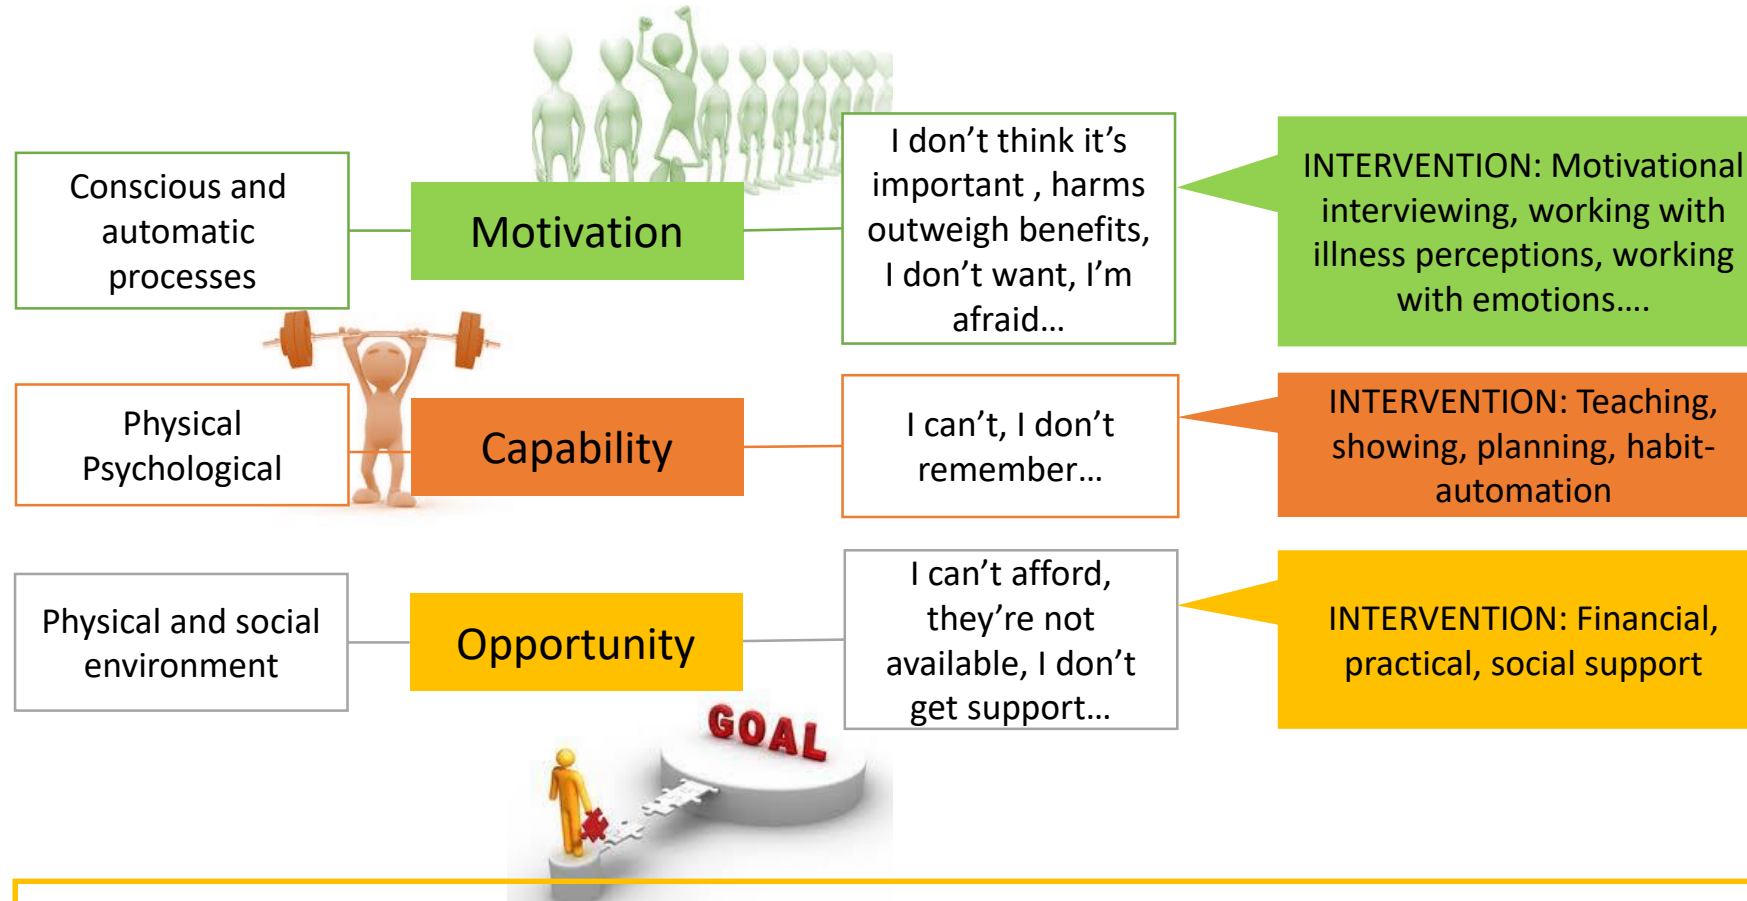 Conscious and
automatic
processes
Motivation
I don’t think it’s
important , harms
outweigh benefits,
I don’t want, I’m
afraid…
INTERVENTION: Motivational
interviewing, working with
illness perceptions, working
with emotions….
Physical
Psychological
Capability
I can’t, I don’t
remember…
INTERVENTION: Teaching,
showing, planning, habit-
automation
Physical and social
environment
Opportunity
I can’t afford,
they’re not
available, I don’t
get support…
INTERVENTION: Financial,
practical, social support
GOAL